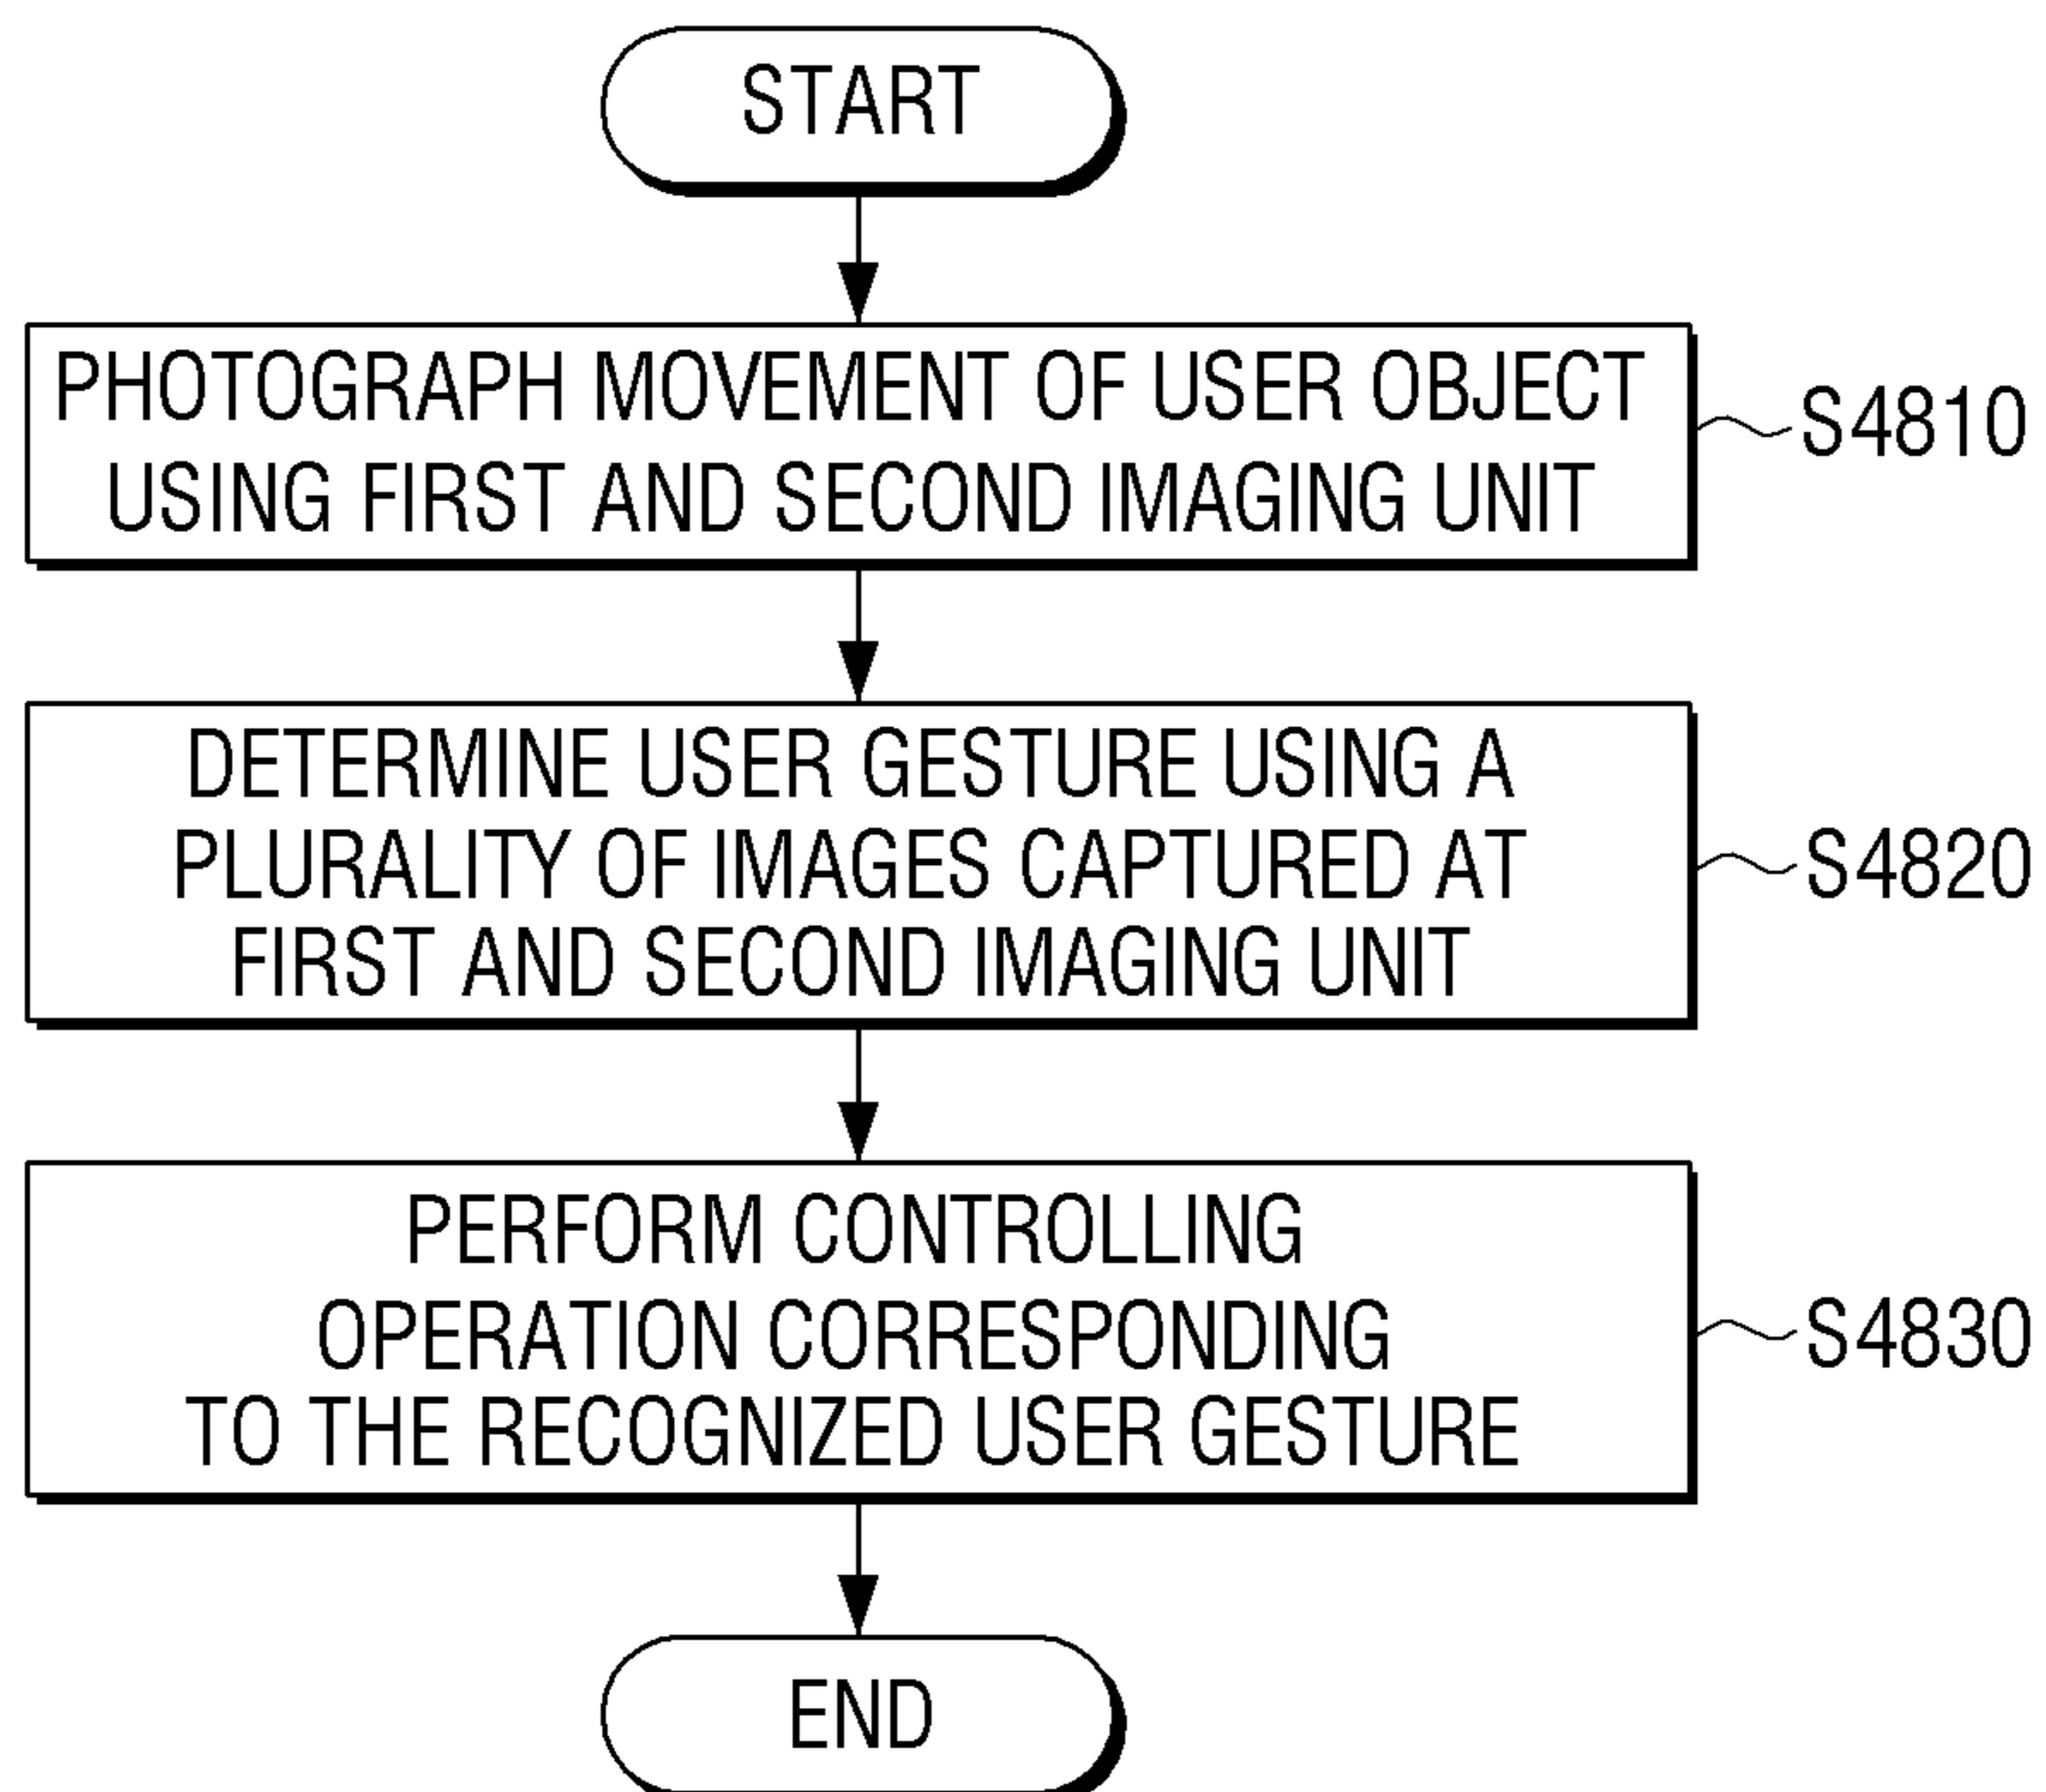 START
PHOTOGRAPH MOVEMENT OF USER OBJECT
USING FIRST AND SECOND IMAGING UNIT
S4810
DETERMINE USER GESTURE USING A
PLURALITY OF IMAGES CAPTURED AT
FIRST AND SECOND IMAGING UNIT
S4820
PERFORM CONTROLLING
OPERATION CORRESPONDING
TO THE RECOGNIZED USER GESTURE
S4830
END